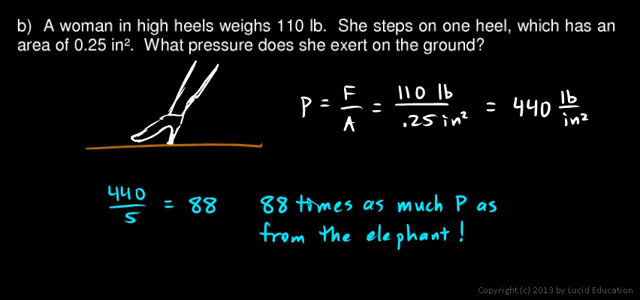 b) A woman in high heels weighs 110 lb. She steps on one heel, which has an
area of 0.25 in². What pressure does she exert on the ground?
P = F/A = 110 lb/.25 in² = 440 lb/in²
440/5 = 88
88 times as much P as
from the elephant!
Copyright (c) 2013 by Lucid Education